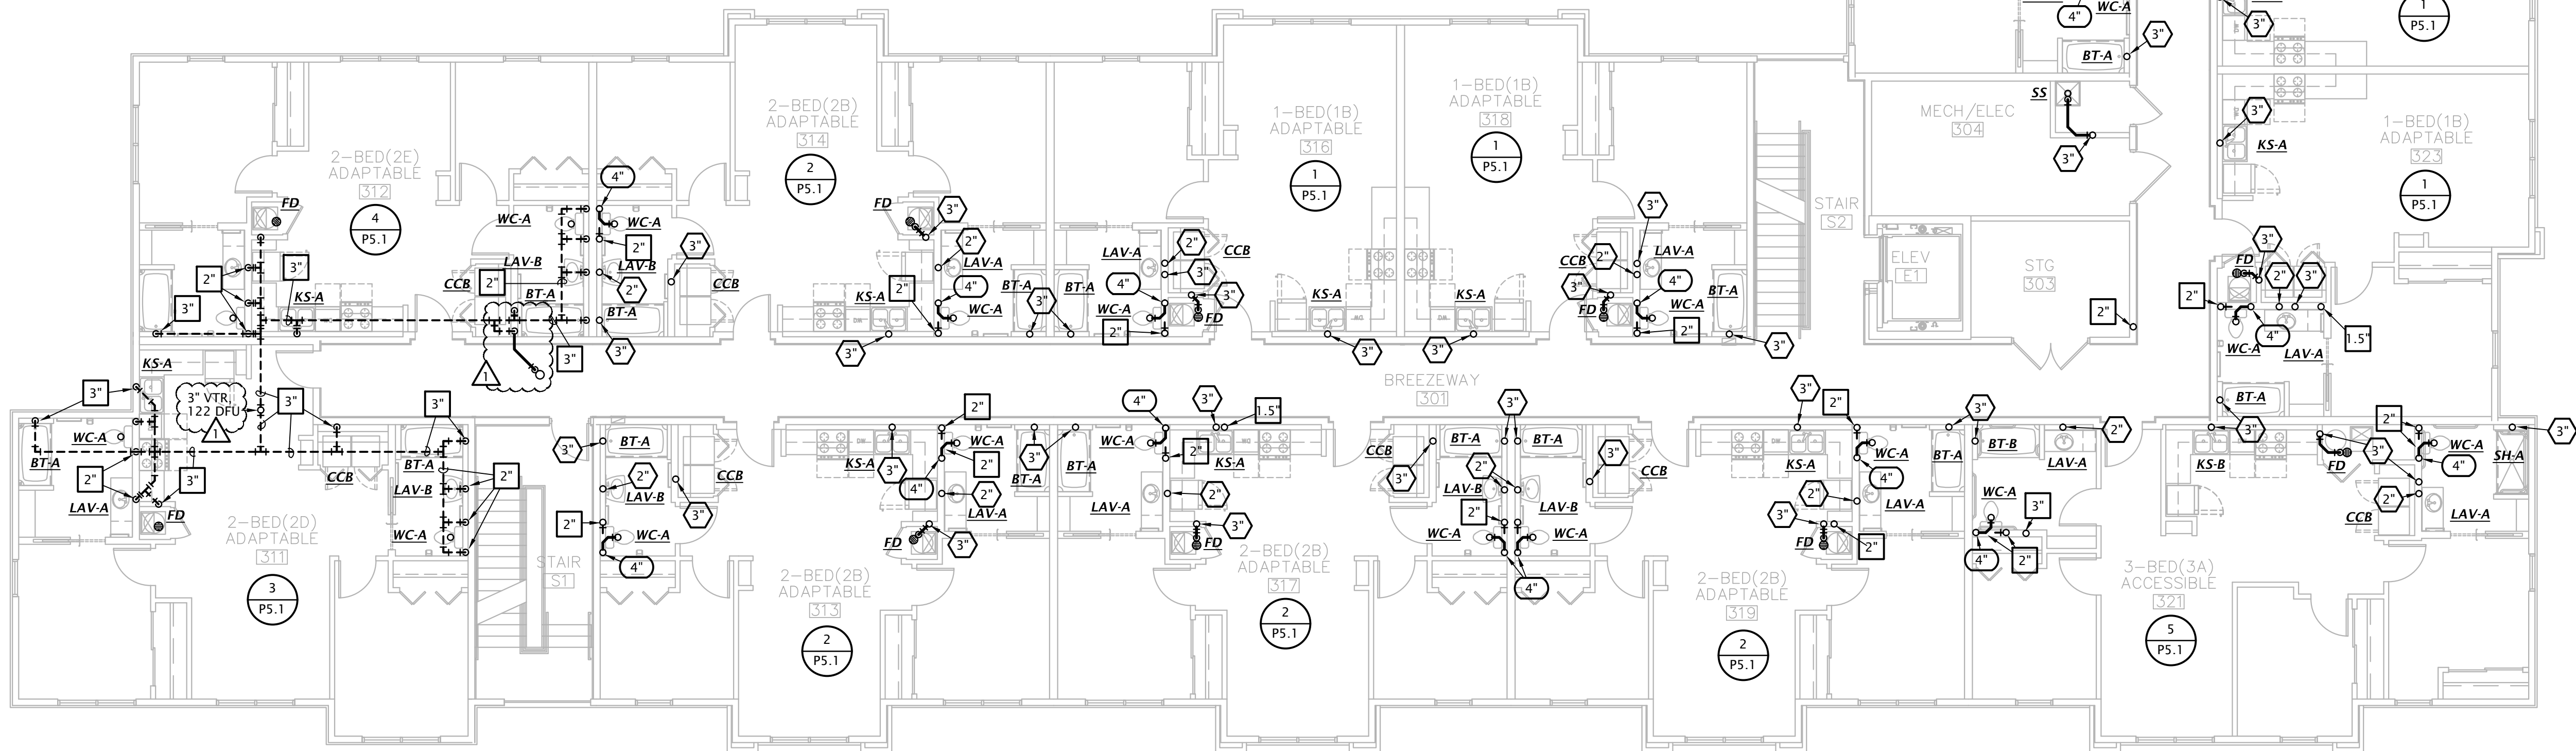 4"
WC-A
3"
3"
BT-A
1
P5.1
2-BED(2E)
ADAPTABLE
312
4
P5.1
FD
2"
3"
3"
KS-A
WC-A
LAV-B
2"
CCB
BT-A
4"
WC-A
2"
LAV-B
2"
3"
CCB
BT-A
3"
3"
1
2-BED(2B)
ADAPTABLE
314
2
P5.1
FD
3"
2"
LAV-A
4"
2"
KS-A
DW
WC-A
3"
BT-A
3"
BT-A
LAV-A
2"
CCB
3"
4"
3"
WC-A
FD
2"
1-BED(1B)
ADAPTABLE
316
1
P5.1
KS-A
DW
3"
1-BED(1B)
ADAPTABLE
318
1
P5.1
KS-A
DW
3"
3"
2"
CCB
LAV-A
3"
4"
WC-A
FD
2"
BT-A
3"
STAIR
S2
MECH/ELEC
304
SS
3"
ELEV
E1
STG
303
2"
3"
KS-A
1-BED(1B)
ADAPTABLE
323
1
P5.1
3"
FD
2"
3"
2"
4"
WC-A
LAV-A
1.5"
BT-A
3"
BREEZEWAY
301
KS-A
3"
3" VTR,
122 DFU
1
3"
3"
WC-A
BT-A
2"
3"
LAV-A
FD
CCB
BT-A
LAV-B
2"
WC-A
2-BED(2D)
ADAPTABLE
311
3
P5.1
STAIR
S1
3"
BT-A
2"
LAV-B
CCB
3"
2"
WC-A
4"
2-BED(2B)
ADAPTABLE
313
2
P5.1
DW
KS-A
3"
2"
WC-A
2"
4"
2"
LAV-A
FD
3"
3"
BT-A
BT-A
4"
WC-A
3"
1.5"
2"
DW
KS-A
2"
LAV-A
3"
FD
2-BED(2B)
ADAPTABLE
317
2
P5.1
CCB
3"
BT-A
3"
BT-A
2"
LAV-B
LAV-B
3"
CCB
2"
WC-A
WC-A
4"
2-BED(2B)
ADAPTABLE
319
2
P5.1
3"
2"
DW
KS-A
WC-A
4"
2"
LAV-A
3"
FD
2"
BT-A
3"
BT-B
LAV-A
2"
WC-A
3"
4"
2"
3-BED(3A)
ACCESSIBLE
321
5
P5.1
KS-B
3"
3"
FD
2"
WC-A
4"
CCB
2"
LAV-A
SH-A
3"